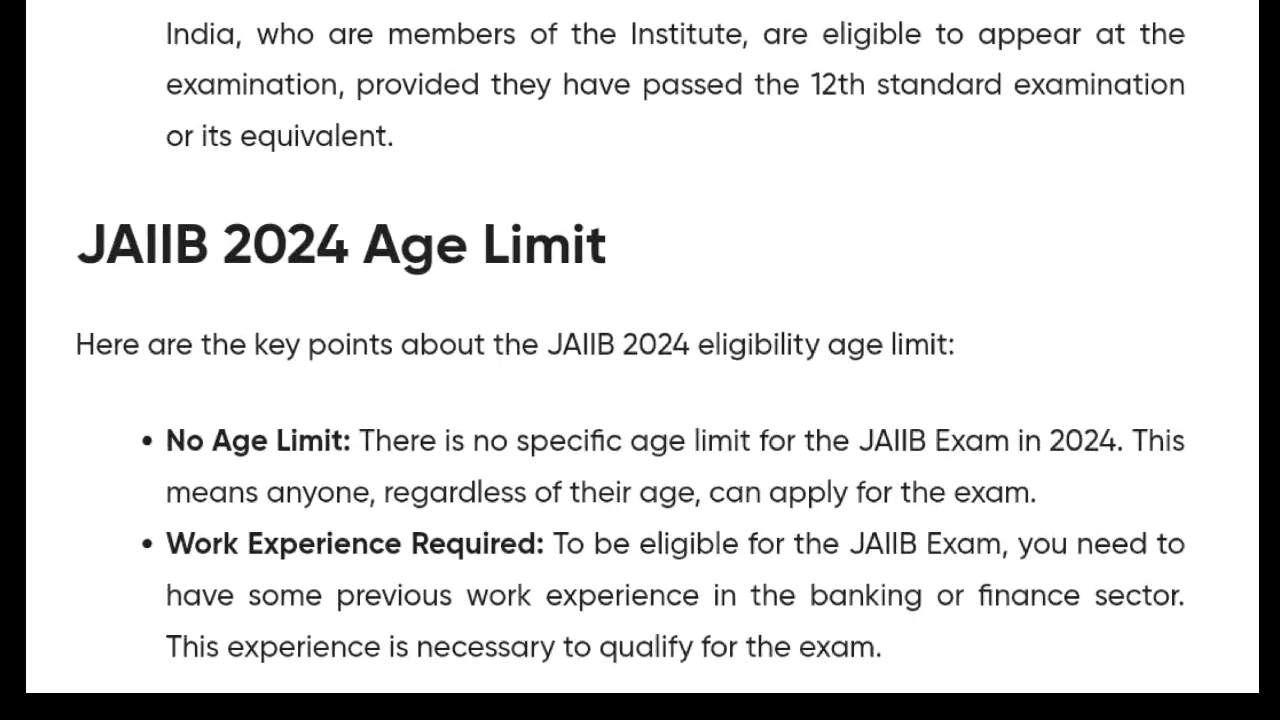 India, who are members of the Institute, are eligible to appear at the
examination, provided they have passed the 12th standard examination
or its equivalent.
JAIIB 2024 Age Limit
Here are the key points about the JAIIB 2024 eligibility age limit:
• No Age Limit: There is no specific age limit for the JAIIB Exam in 2024. This
means anyone, regardless of their age, can apply for the exam.
• Work Experience Required: To be eligible for the JAIIB Exam, you need to
have some previous work experience in the banking or finance sector.
This experience is necessary to qualify for the exam.